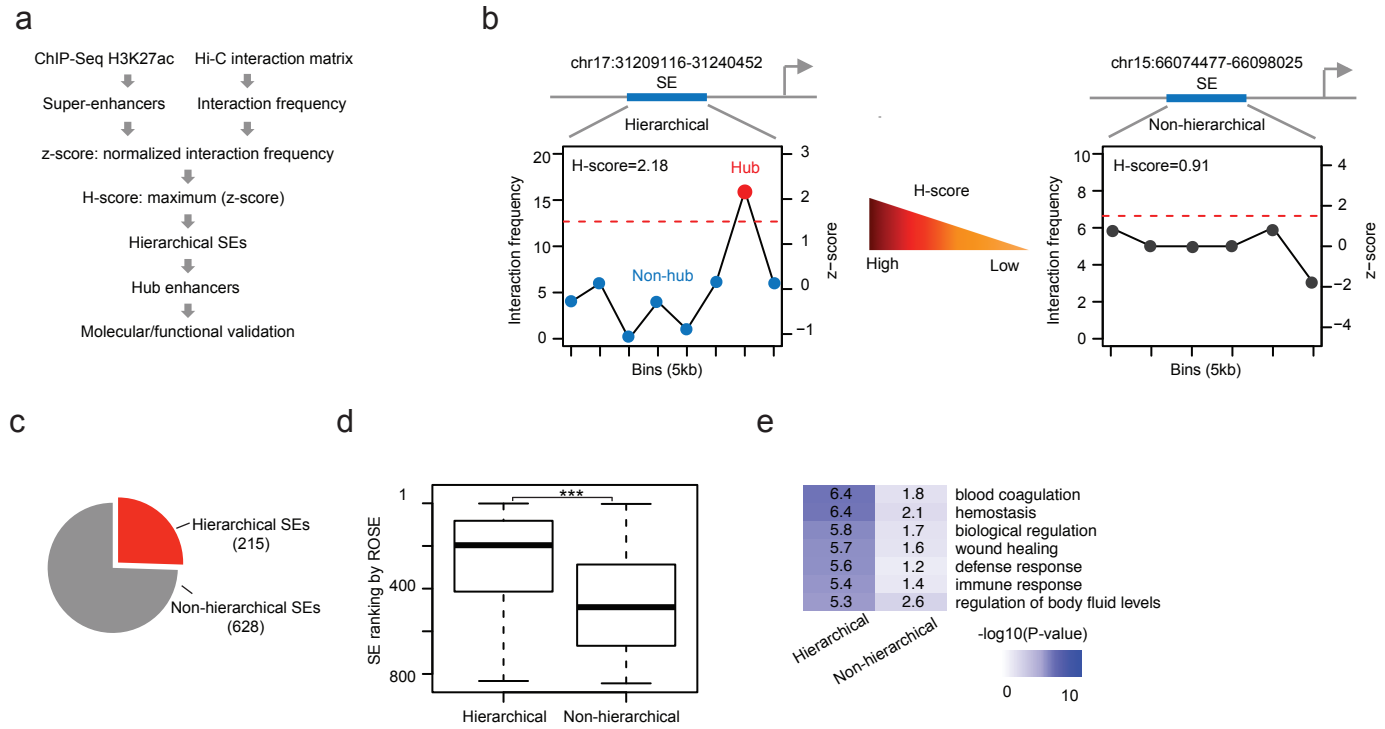 a
ChIP-Seq H3K27ac
Hi-C interaction matrix
Super-enhancers
Interaction frequency
z-score: normalized interaction frequency
H-score: maximum (z-score)
Hierarchical SEs
Hub enhancers
Molecular/functional validation
b
chr17:31209116-31240452
SE
Hierarchical
H-score=2.18
Hub
Non-hub
20
15
10
5
0
Interaction frequency
3
2
1
0
−1
z-score
Bins (5kb)
H-score
High
Low
chr15:66074477-66098025
SE
Non-hierarchical
H-score=0.91
10
8
6
4
2
0
Interaction frequency
4
2
0
−2
−4
z-score
Bins (5kb)
c
Hierarchical SEs
(215)
Non-hierarchical SEs
(628)
d
***
1
400
800
SE ranking by ROSE
Hierarchical
Non-hierarchical
e
6.4 1.8 blood coagulation
6.4 2.1 hemostasis
5.8 1.7 biological regulation
5.7 1.6 wound healing
5.6 1.2 defense response
5.4 1.4 immune response
5.3 2.6 regulation of body fluid levels
Hierarchical
Non-hierarchical
-log10(P-value)
0
10